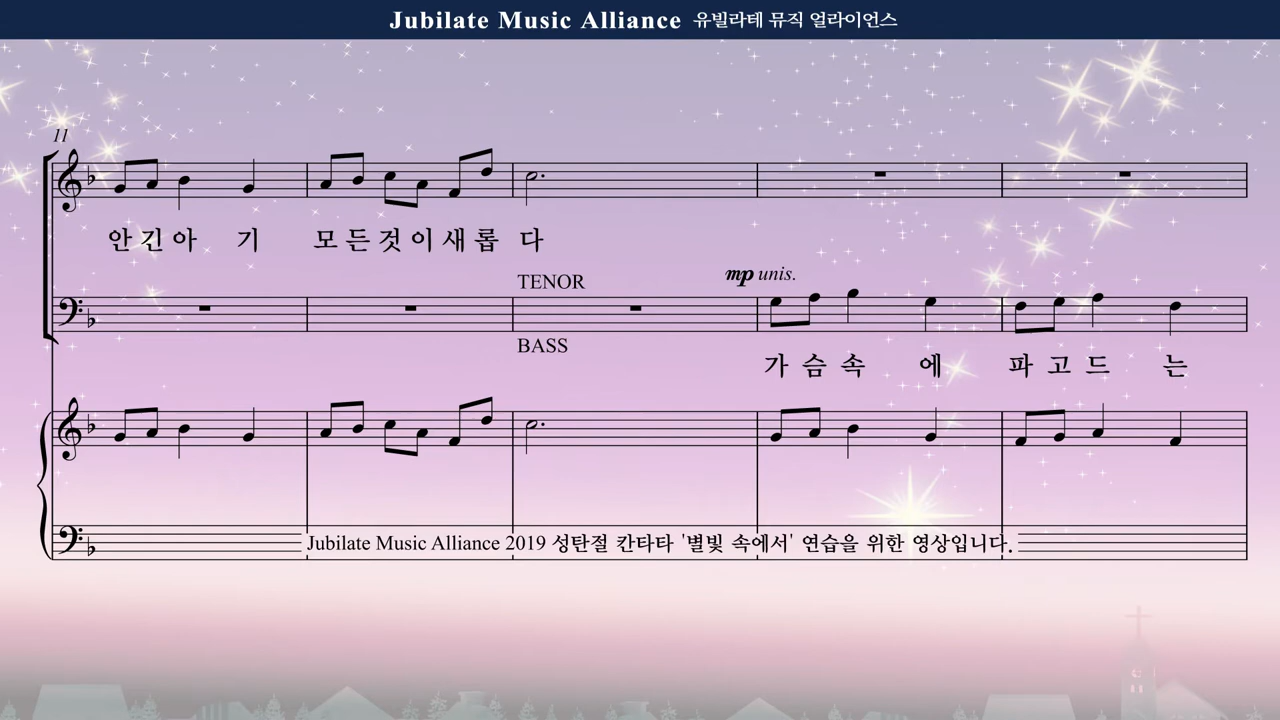 Jubilate Music Alliance 유빌라테 뮤직 얼라이언스
11
안긴아 기 모든것이새롭 다
TENOR
mp unis.
BASS
가 슴 속 에 파 고 드 는
Jubilate Music Alliance 2019 성탄절 칸타타 '별빛 속에서' 연습을 위한 영상입니다.